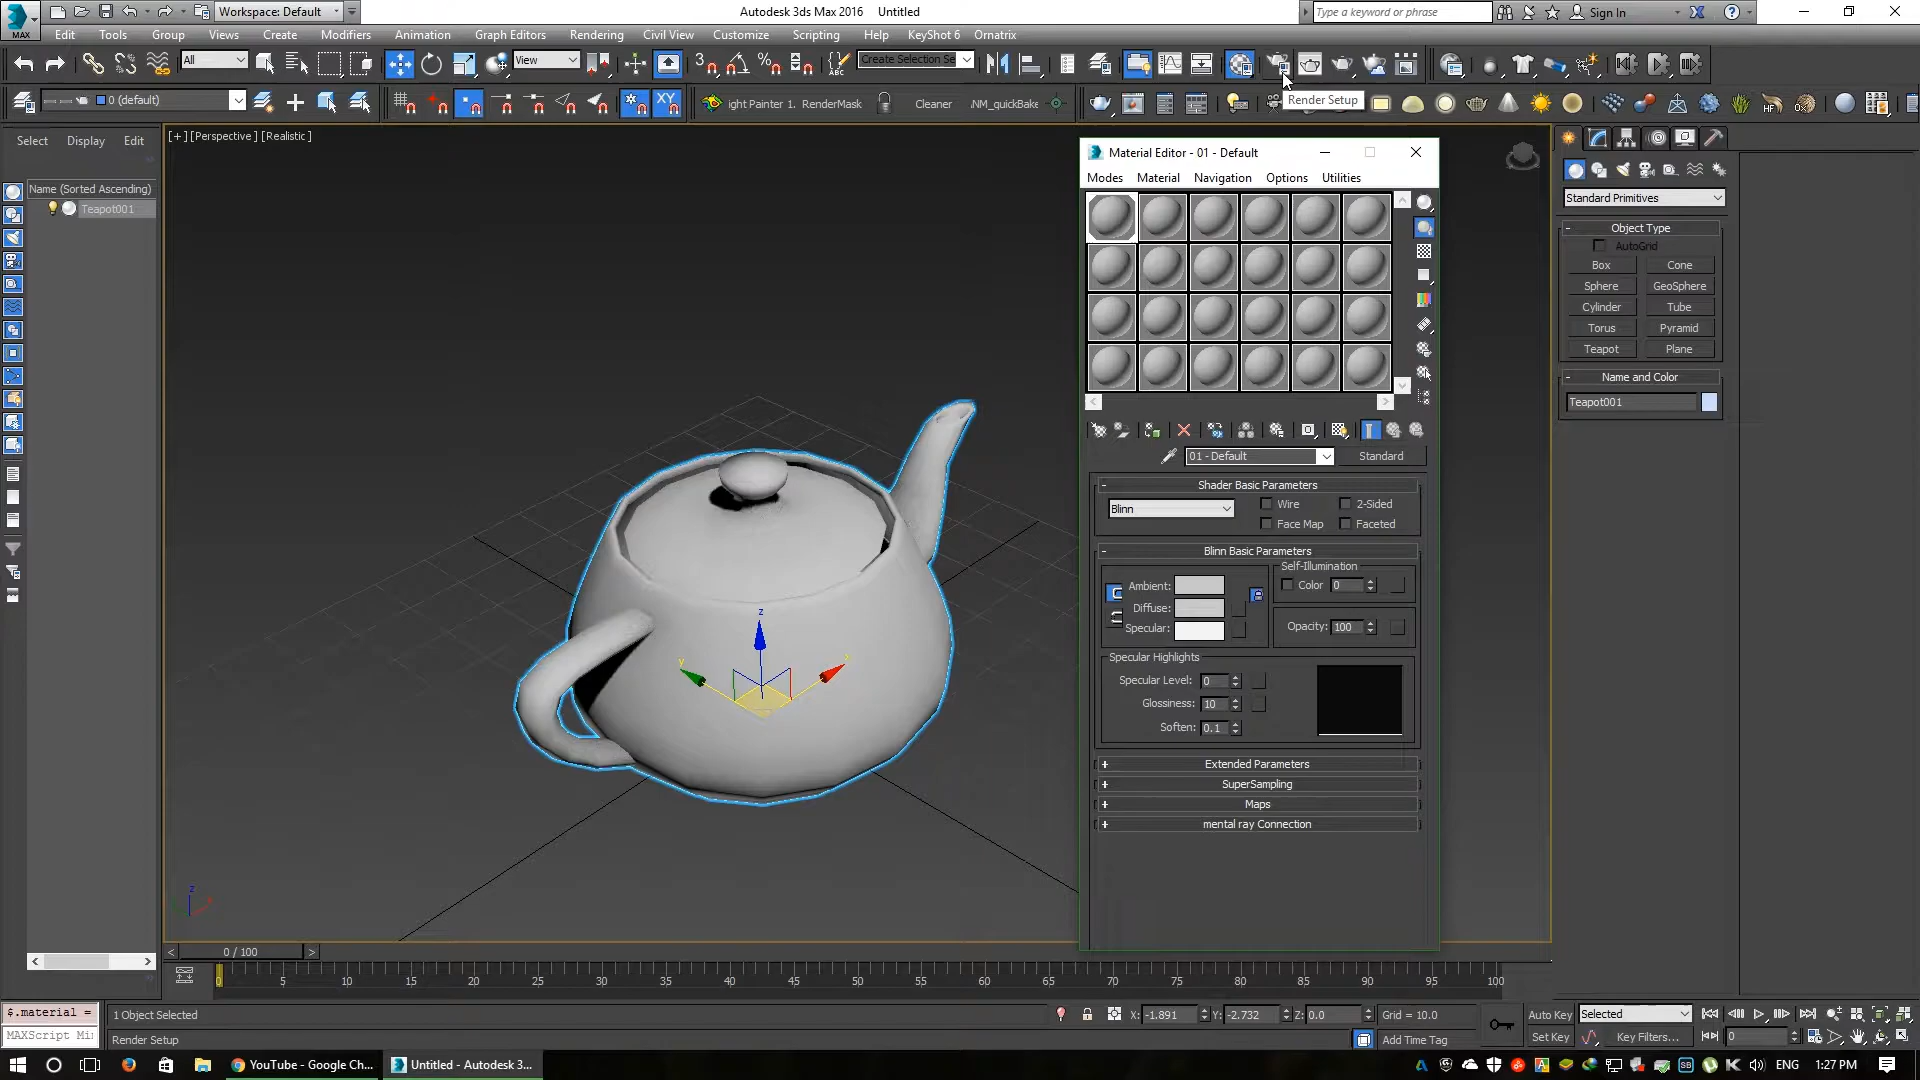 Workspace: Default
Autodesk 3ds Max 2016 Untitled
Type a keyword or phrase
Sign In
MAX
Edit Tools Group Views Create Modifiers Animation Graph Editors Rendering Civil View Customize Scripting Help KeyShot 6 Ornatrix
All
View
Create Selection Se
0 (default)
XY
ight Painter 1. RenderMask
Cleaner
.NM_quickBake
Render Setup
HF
[+] [Perspective] [Realistic]
Select Display Edit
Name (Sorted Ascending)
Teapot001
Material Editor - 01 - Default
Modes Material Navigation Options Utilities
01 - Default
Standard
Shader Basic Parameters
Blinn
Wire
2-Sided
Face Map
Faceted
Blinn Basic Parameters
Self-Illumination
Ambient:
Color 0
Diffuse:
Specular:
Opacity: 100
Specular Highlights
Specular Level: 0
Glossiness: 10
Soften: 0.1
Extended Parameters
SuperSampling
Maps
mental ray Connection
Standard Primitives
Object Type
AutoGrid
Box Cone
Sphere GeoSphere
Cylinder Tube
Torus Pyramid
Teapot Plane
Name and Color
Teapot001
z
y
x
z
0 / 100
0 5 10 15 20 25 30 35 40 45 50 55 60 65 70 75 80 85 90 95 100
$.material =
1 Object Selected
X: -1.891
Y: -2.732
Z: 0.0
Grid = 10.0
Auto Key
Selected
MAXScript Mi
Render Setup
Add Time Tag
Set Key
Key Filters...
0
YouTube - Google Ch...
Untitled - Autodesk 3...
ENG
1:27 PM